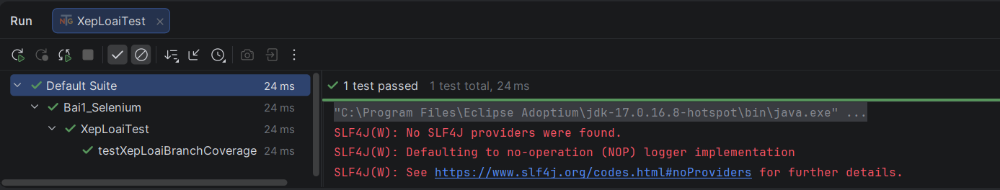 Run XepLoaiTest
Default Suite 24 ms
Bai1_Selenium 24 ms
XepLoaiTest 24 ms
testXepLoaiBranchCoverage 24 ms
1 test passed 1 test total, 24 ms
"C:\Program Files\Eclipse Adoptium\jdk-17.0.16.8-hotspot\bin\java.exe" ...
SLF4J(W): No SLF4J providers were found.
SLF4J(W): Defaulting to no-operation (NOP) logger implementation
SLF4J(W): See https://www.slf4j.org/codes.html#noProviders for further details.